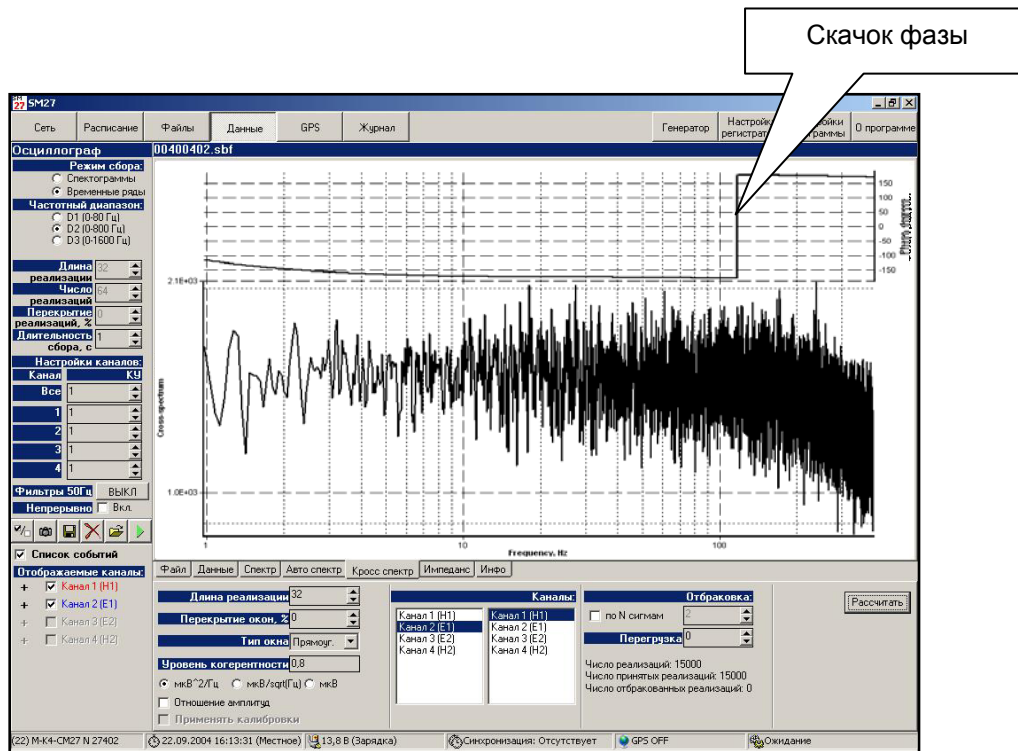 Скачок фазы
SM27
Сеть Расписание Файлы Данные GPS Журнал Генератор О программе
Осциллограф 00400402.sbf
Режим сбора:
Спектограммы
Временные ряды
Частотный диапазон:
D1 (0-80 Гц)
D2 (0-800 Гц)
D3 (0-1600 Гц)
Длина реализации 32
Число реализаций 64
Перекрытие реализаций, % 0
Длительность сбора, с 1
Настройки каналов:
Канал КУ
Все 1
1 1
2 1
3 1
4 1
Фильтры 50Гц ВЫКЛ
Непрерывно Вкл.
Список событий
Отображаемые каналы:
+ Канал 1 (H1)
+ Канал 2 (E1)
+ Канал 3 (E2)
+ Канал 4 (H2)
150
100
50
0
-50
-100
-150
2.1E+03
Cross-spectrum
1.0E+03
1 10 100
Frequency, Hz
Файл Данные Спектр Авто спектр Кросс спектр Импеданс Инфо
Длина реализации 32
Перекрытие окон, % 0
Тип окна Прямоуг.
Уровень когерентности 0,8
мкВ^2/Гц мкВ/sqrt(Гц) мкВ
Отношение амплитуд
Применять калибровки
Каналы:
Канал 1 (H1) Канал 1 (H1)
Канал 2 (E1) Канал 2 (E1)
Канал 3 (E2) Канал 3 (E2)
Канал 4 (H2) Канал 4 (H2)
Отбраковка:
по N сигмам 2
Перегрузка 0
Число реализаций: 15000
Число принятых реализаций: 15000
Число отбракованных реализаций: 0
Рассчитать
(22) М-К4-СМ27 N 27402 22.09.2004 16:13:31 (Местное) 13,8 В (Зарядка) Синхронизация: Отсутствует GPS OFF Ожидание